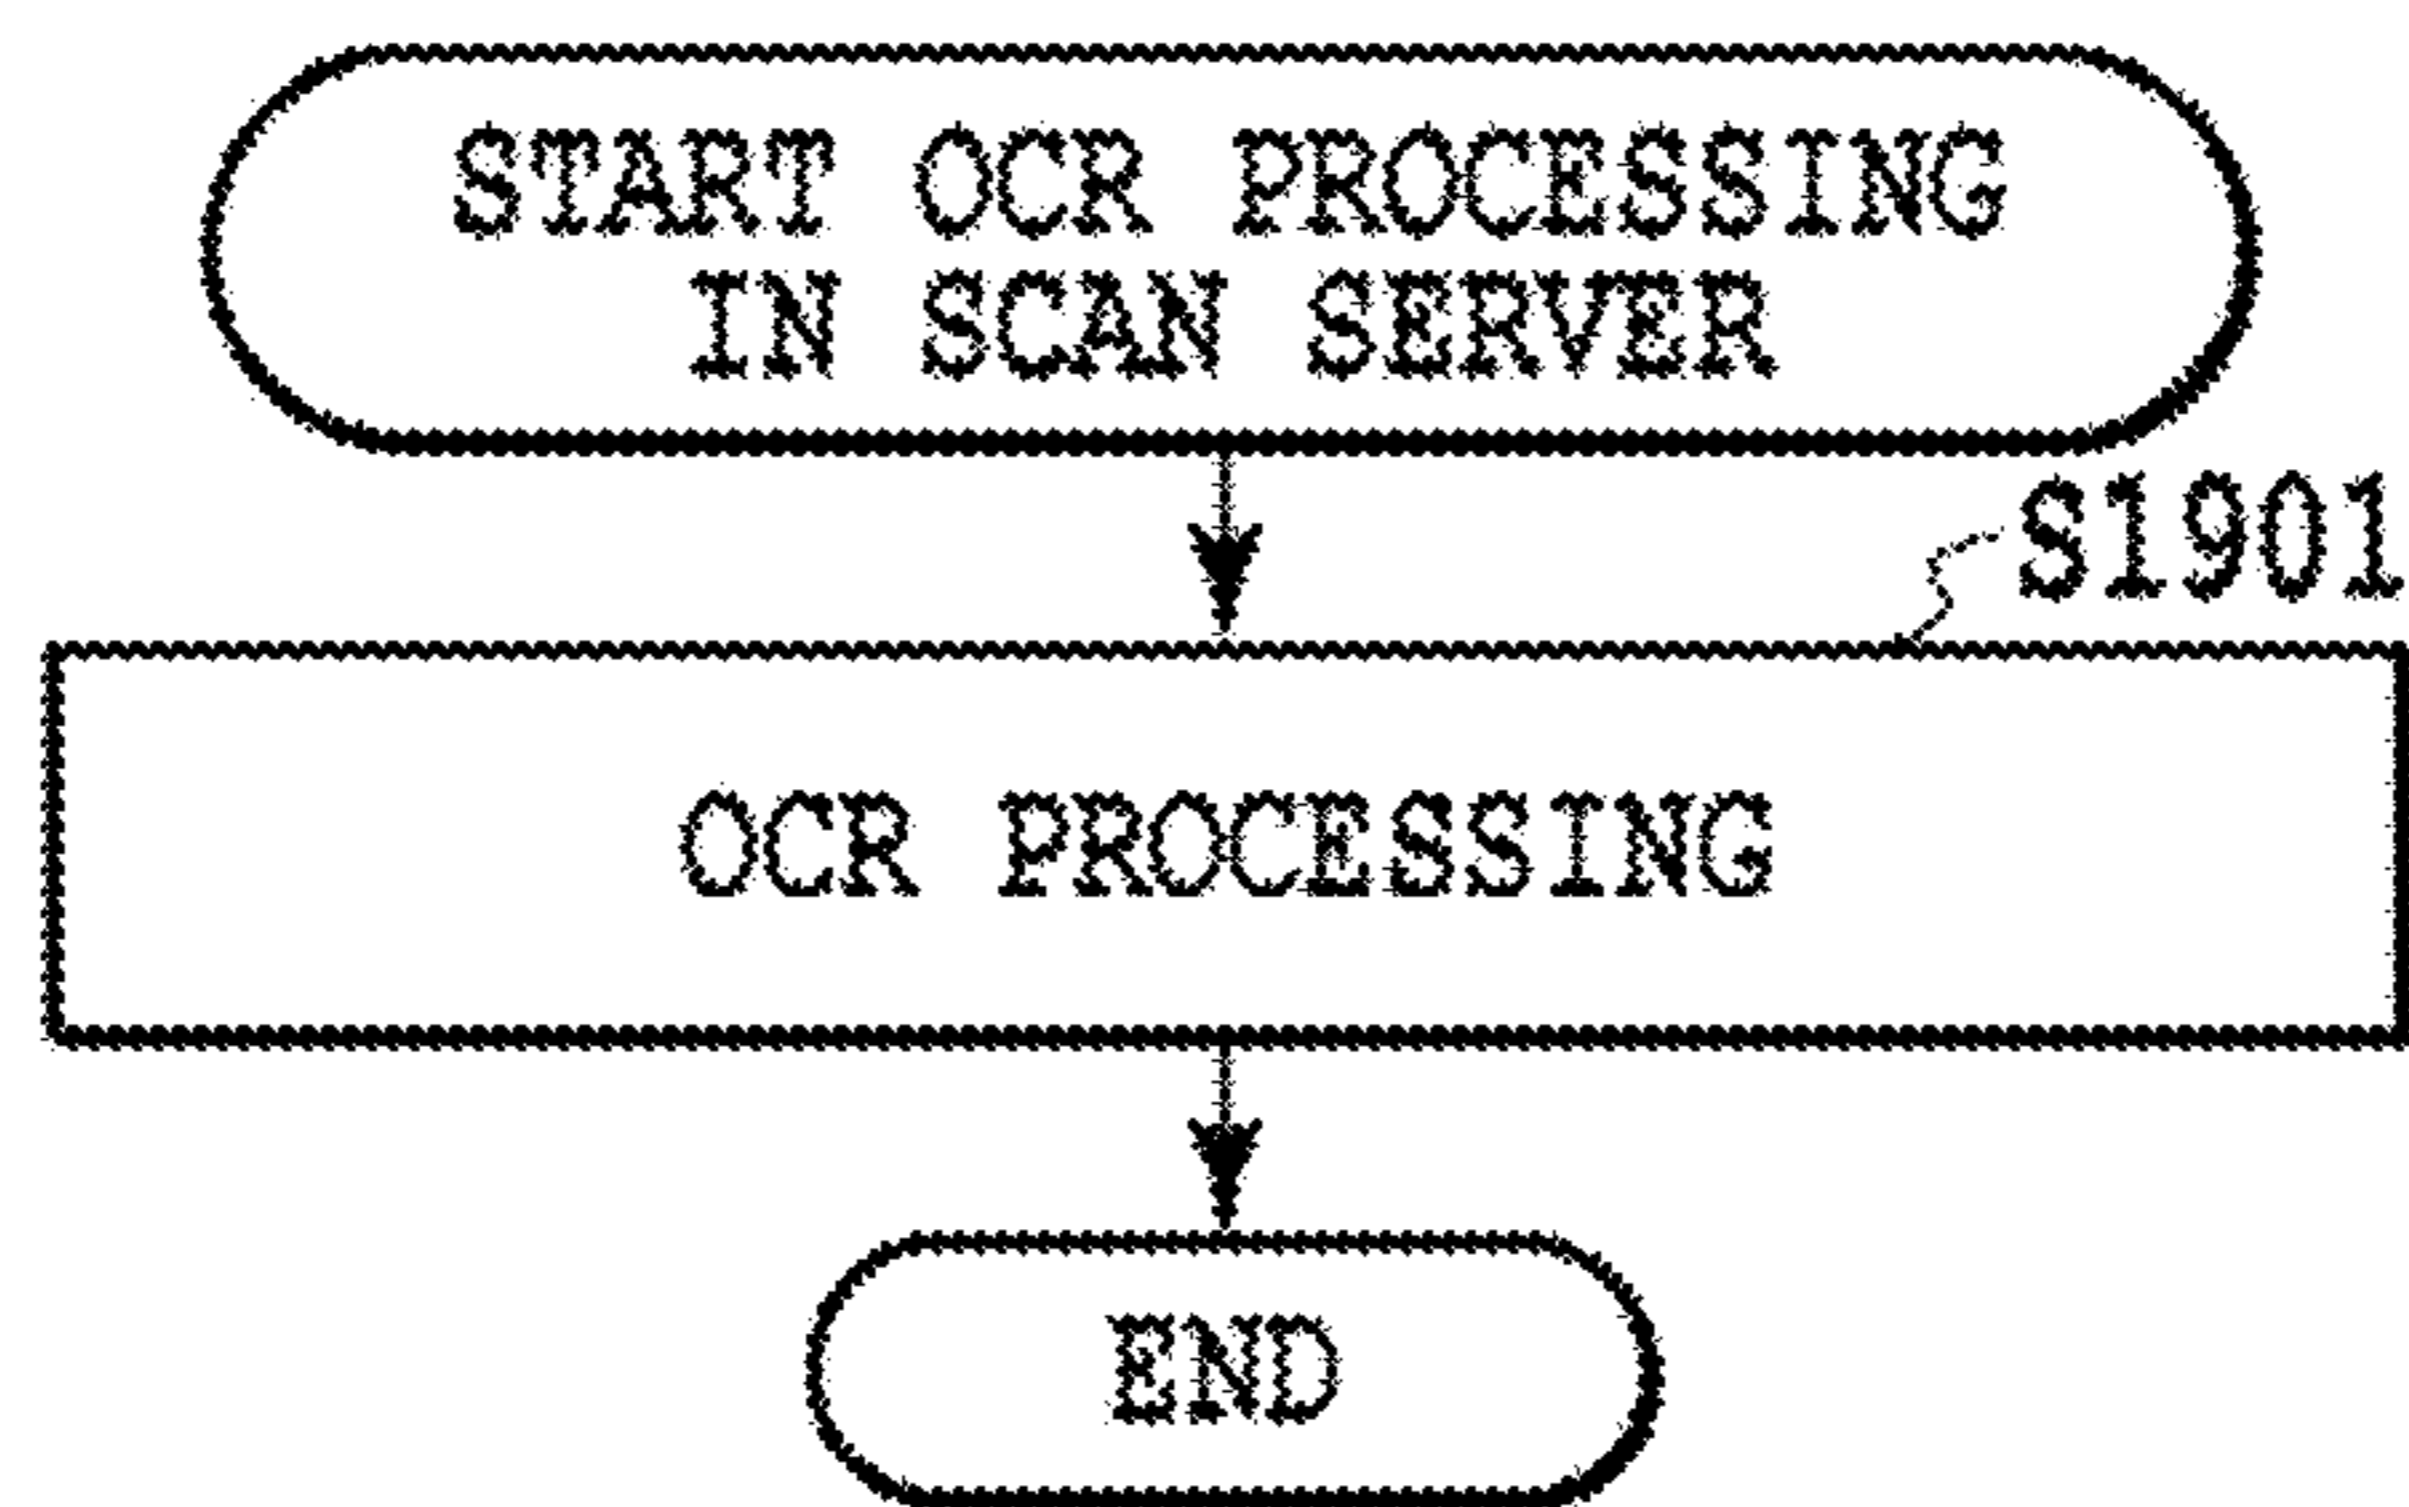 START OCR PROCESSING
IN SCAN SERVER
S1901
OCR PROCESSING
END